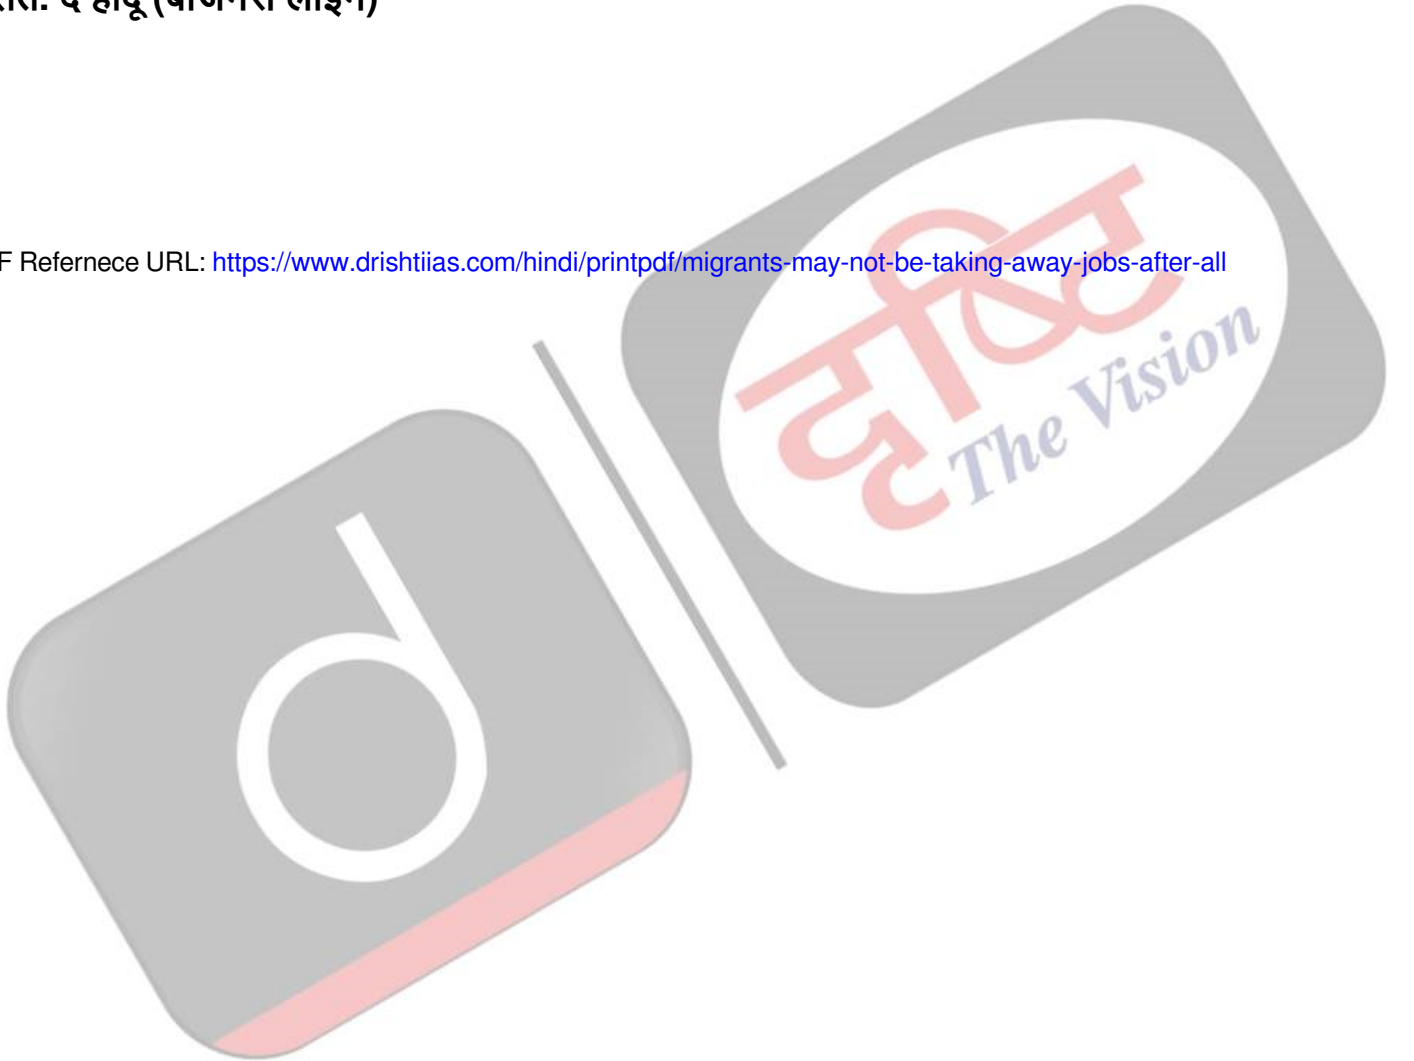 द हिंदू (बिज़नेस लाइन)
F Refernece URL: https://www.drishtiias.com/hindi/printpdf/migrants-may-not-be-taking-away-jobs-after-all
दृष्टि
The Vision
d